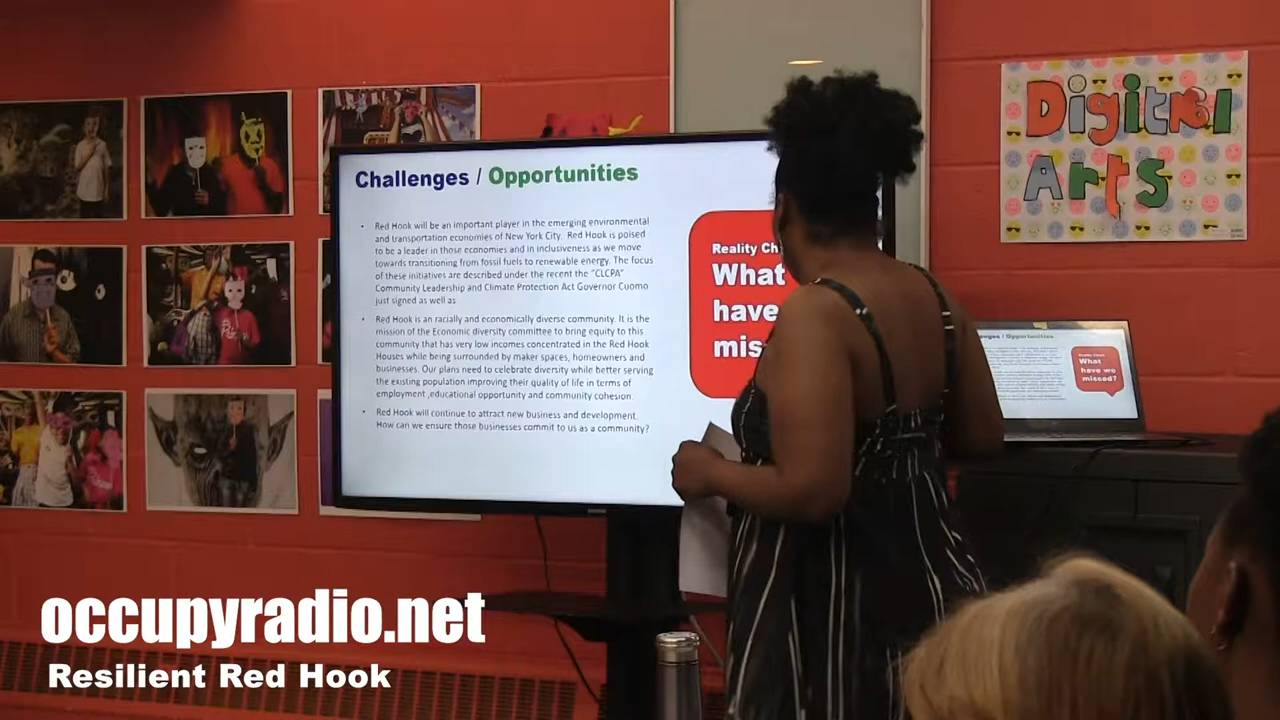 Digital
Arts
Challenges / Opportunities
• Red Hook will be an important player in the emerging environmental
and transportation economies of New York City. Red Hook is poised
to be a leader in those economies and in inclusiveness as we move
towards transitioning from fossil fuels to renewable energy. The focus
of these initiatives are described under the recent the "CLCPA"
Community Leadership and Climate Protection Act Governor Cuomo
just signed as well as
• Red Hook is an racially and economically diverse community. It is the
mission of the Economic diversity committee to bring equity to this
community that has very low incomes concentrated in the Red Hook
Houses while being surrounded by maker spaces, homeowners and
businesses. Our plans need to celebrate diversity while better serving
the existing population improving their quality of life in terms of
employment ,educational opportunity and community cohesion.
• Red Hook will continue to attract new business and development.
How can we ensure those businesses commit to us as a community?
Reality Ch
What
have
mis
Opportunities
Reality Check
What
have we
missed?
occupyradio.net
Resilient Red Hook